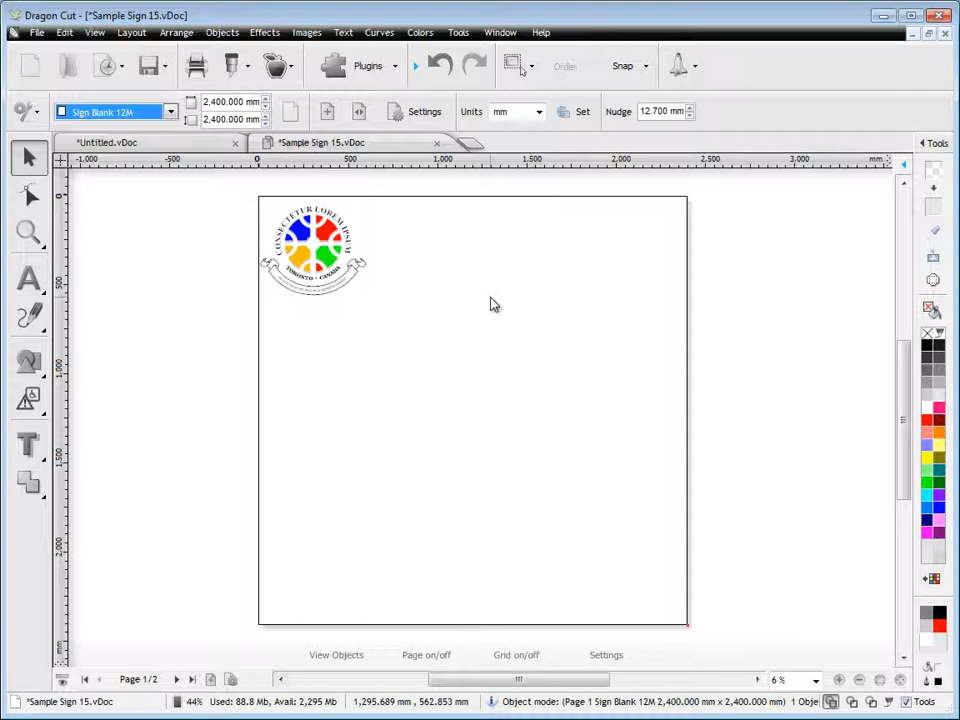 Dragon Cut - [*Sample Sign 15.vDoc]
File Edit View Layout Arrange Objects Effects Images Text Curves Colors Tools Window Help
Plugins Order Snap
Sign Blank 12M 2,400.000 mm 2,400.000 mm Settings Units mm Set Nudge 12.700 mm
*Untitled.vDoc *Sample Sign 15.vDoc Tools
-1,000 -500 0 500 1,000 1,500 2,000 2,500 3,000 mm
0
500
1,000
1,500
2,000
mm
CONSECTETUR LOREM IPSUM
TORONTO • CANADA
View Objects Page on/off Grid on/off Settings
Page 1/2 6 %
*Sample Sign 15.vDoc 44% Used: 88.8 Mb, Avail: 2,295 Mb 1,295.689 mm , 562.853 mm Object mode: (Page 1 Sign Blank 12M 2,400.000 mm x 2,400.000 mm) 1 Obje Tools